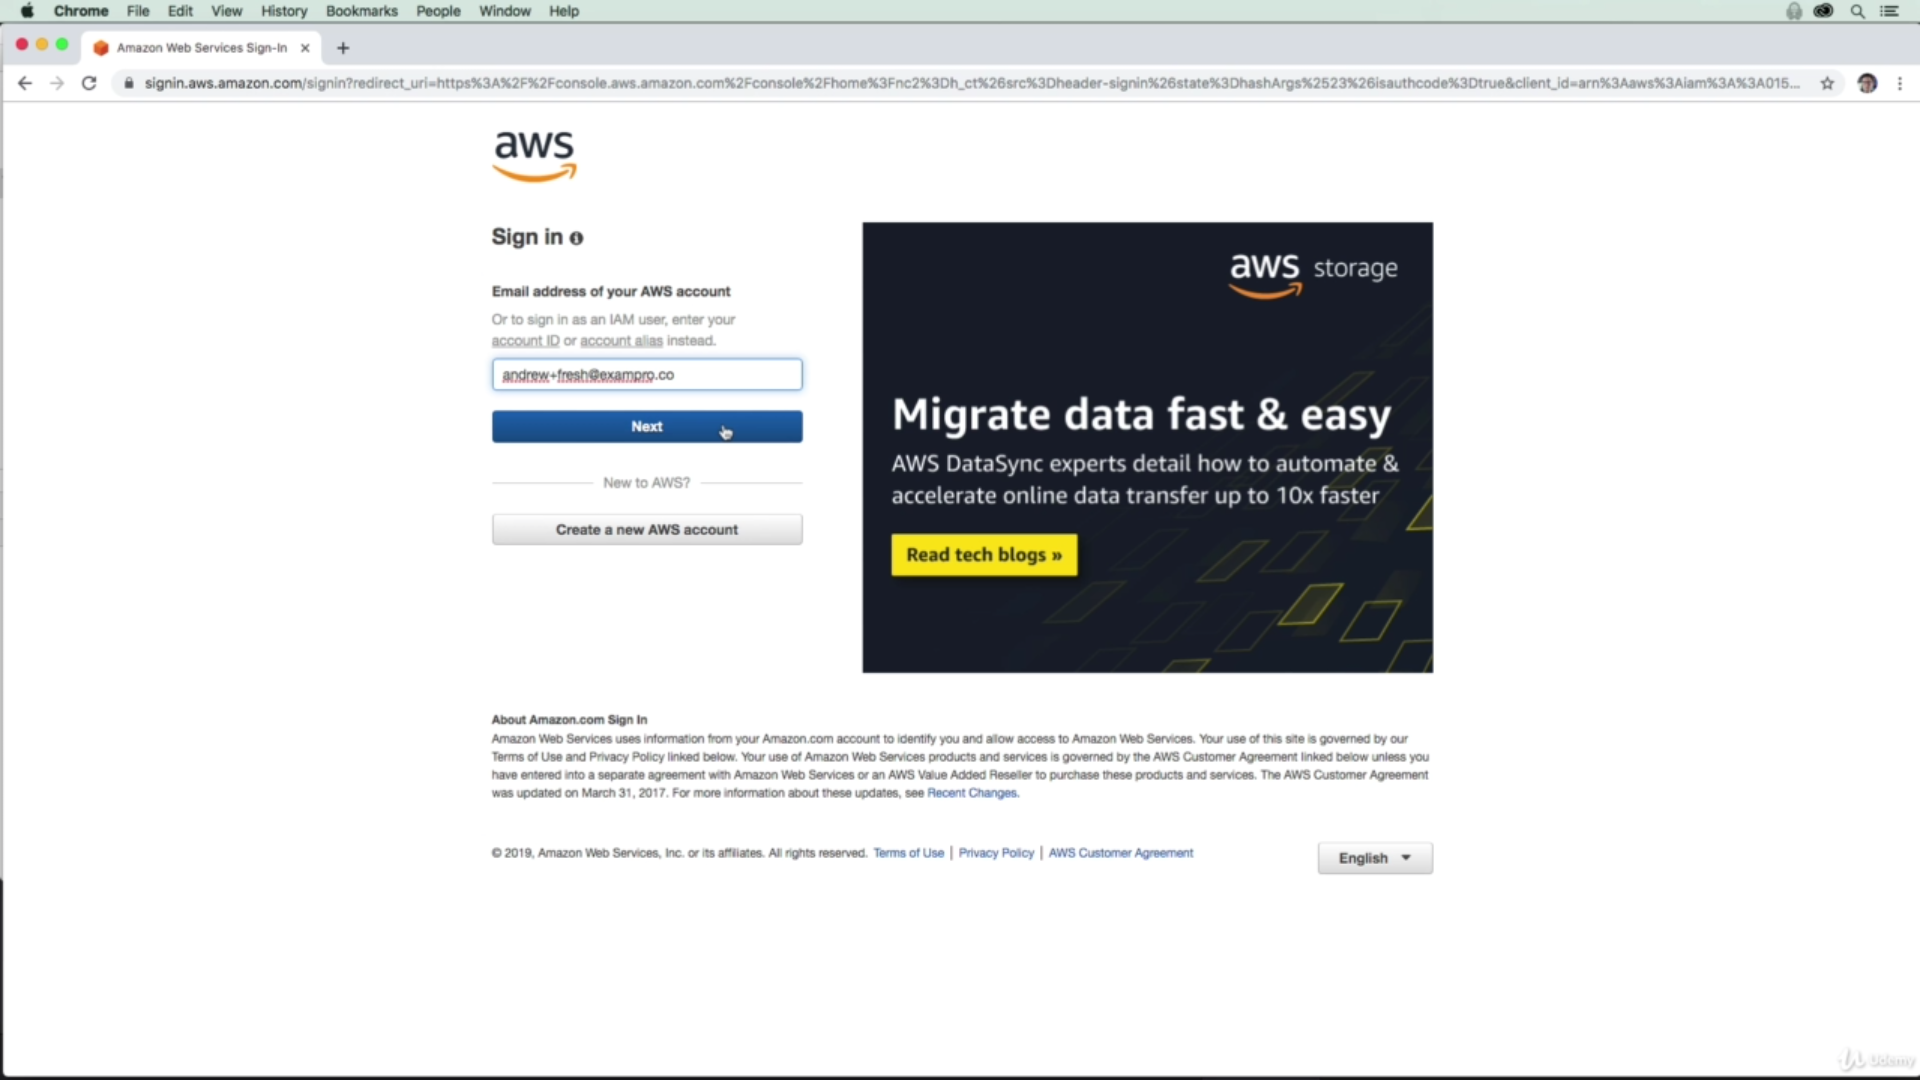 Chrome File Edit View History Bookmarks People Window Help
Amazon Web Services Sign-In
signin.aws.amazon.com/signin?redirect_uri=https%3A%2F%2Fconsole.aws.amazon.com%2Fconsole%2Fhome%3Fnc2%3Dh_ct%26src%3Dheader-signin%26state%3DhashArgs%2523%26isauthcode%3Dtrue&client_id=arn%3Aaws%3Aiam%3A%3A015...
aws
Sign in
Email address of your AWS account
Or to sign in as an IAM user, enter your
account ID or account alias instead.
andrew+fresh@exampro.co
Next
New to AWS?
Create a new AWS account
aws storage
Migrate data fast & easy
AWS DataSync experts detail how to automate &
accelerate online data transfer up to 10x faster
Read tech blogs »
About Amazon.com Sign In
Amazon Web Services uses information from your Amazon.com account to identify you and allow access to Amazon Web Services. Your use of this site is governed by our
Terms of Use and Privacy Policy linked below. Your use of Amazon Web Services products and services is governed by the AWS Customer Agreement linked below unless you
have entered into a separate agreement with Amazon Web Services or an AWS Value Added Reseller to purchase these products and services. The AWS Customer Agreement
was updated on March 31, 2017. For more information about these updates, see Recent Changes.
© 2019, Amazon Web Services, Inc. or its affiliates. All rights reserved. Terms of Use | Privacy Policy | AWS Customer Agreement
English
Udemy